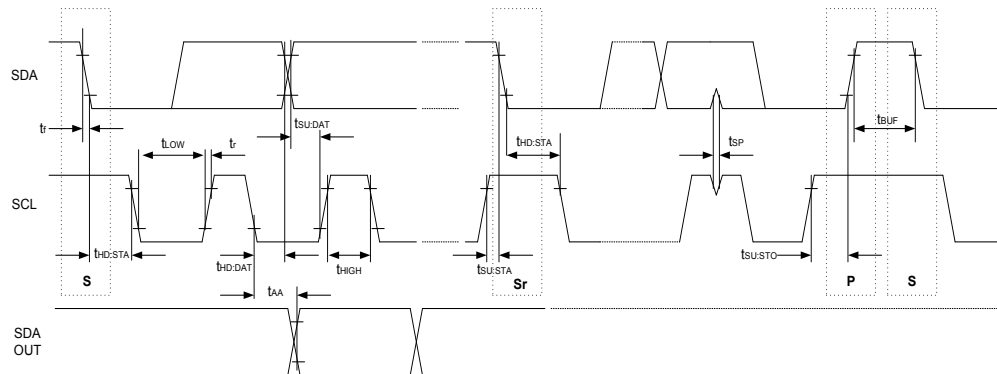 SDA
tf
tSU:DAT
tLOW
tr
tHD:STA
tSP
tBUF
SCL
tHD:STA
tHD:DAT
tHIGH
tSU:STA
tSU:STO
S
Sr
P
S
tAA
SDA
OUT